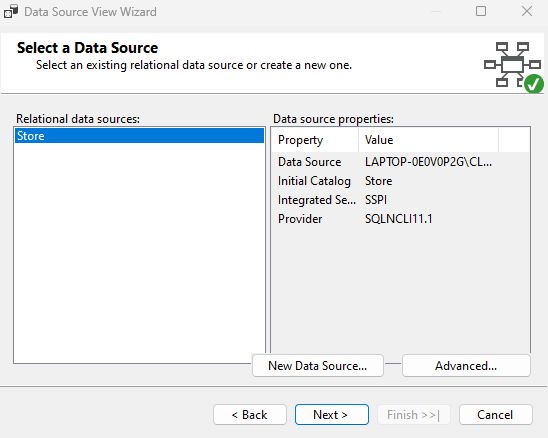 Data Source View Wizard
Select a Data Source
Select an existing relational data source or create a new one.
Relational data sources:
Store
Data source properties:
Property Value
Data Source LAPTOP-0E0V0P2G\CL...
Initial Catalog Store
Integrated Se... SSPI
Provider SQLNCLI11.1
New Data Source... Advanced...
< Back Next > Finish >>| Cancel